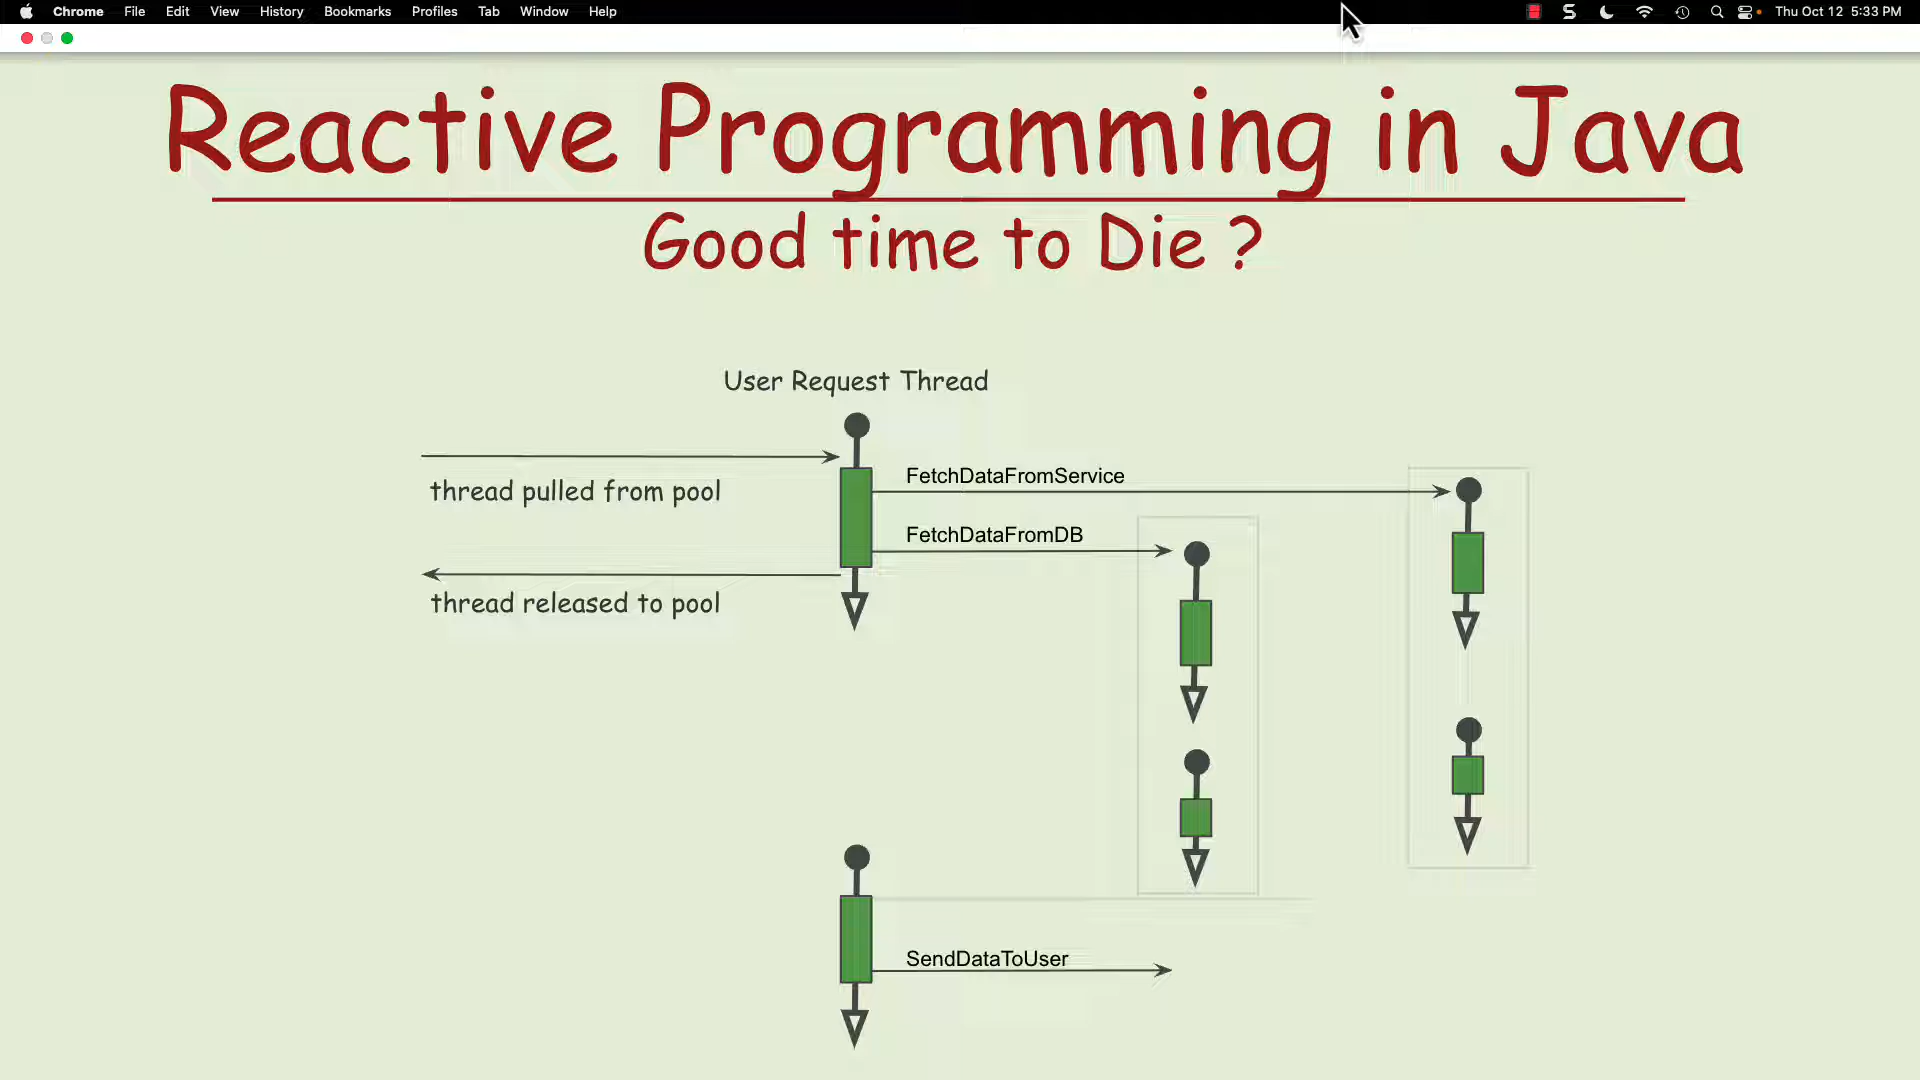 Chrome File Edit View History Bookmarks Profiles Tab Window Help Thu Oct 12 5:33 PM
Reactive Programming in Java
Good time to Die ?
User Request Thread
FetchDataFromService
thread pulled from pool
FetchDataFromDB
thread released to pool
SendDataToUser